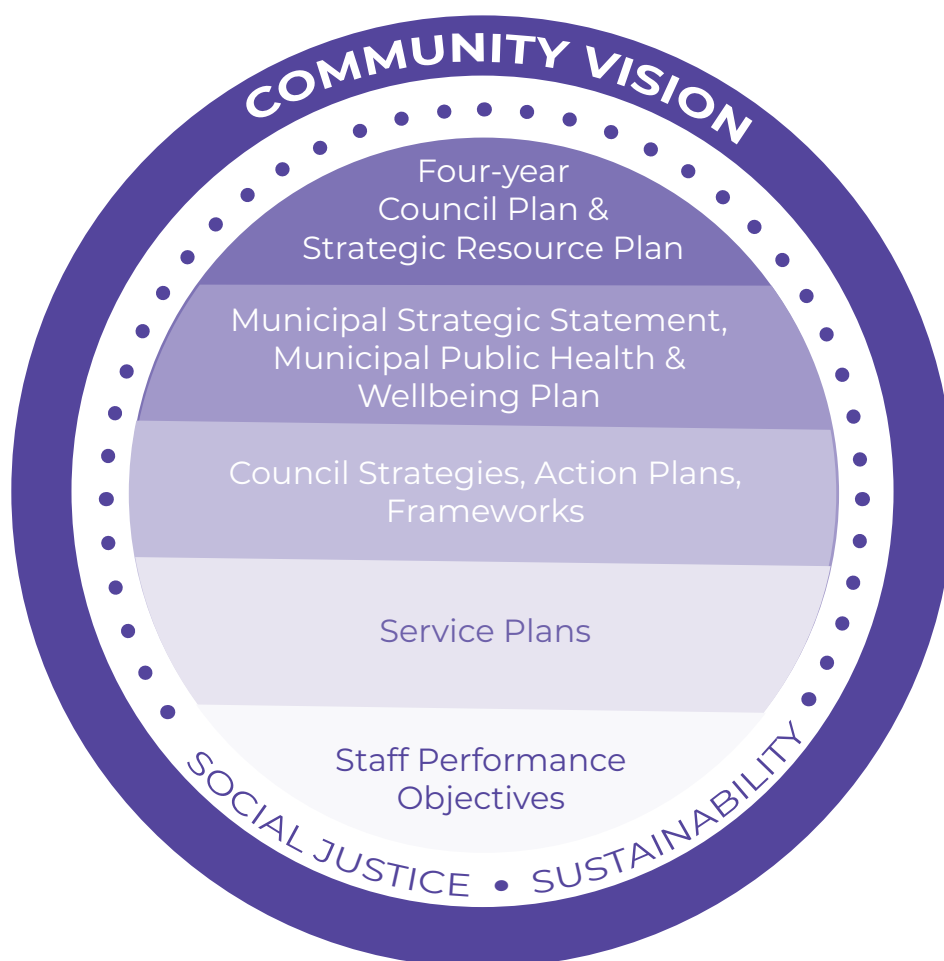 COMMUNITY VISION
Four-year
Council Plan &
Strategic Resource Plan
Municipal Strategic Statement,
Municipal Public Health &
Wellbeing Plan
Council Strategies, Action Plans,
Frameworks
Service Plans
Staff Performance
Objectives
SOCIAL JUSTICE • SUSTAINABILITY